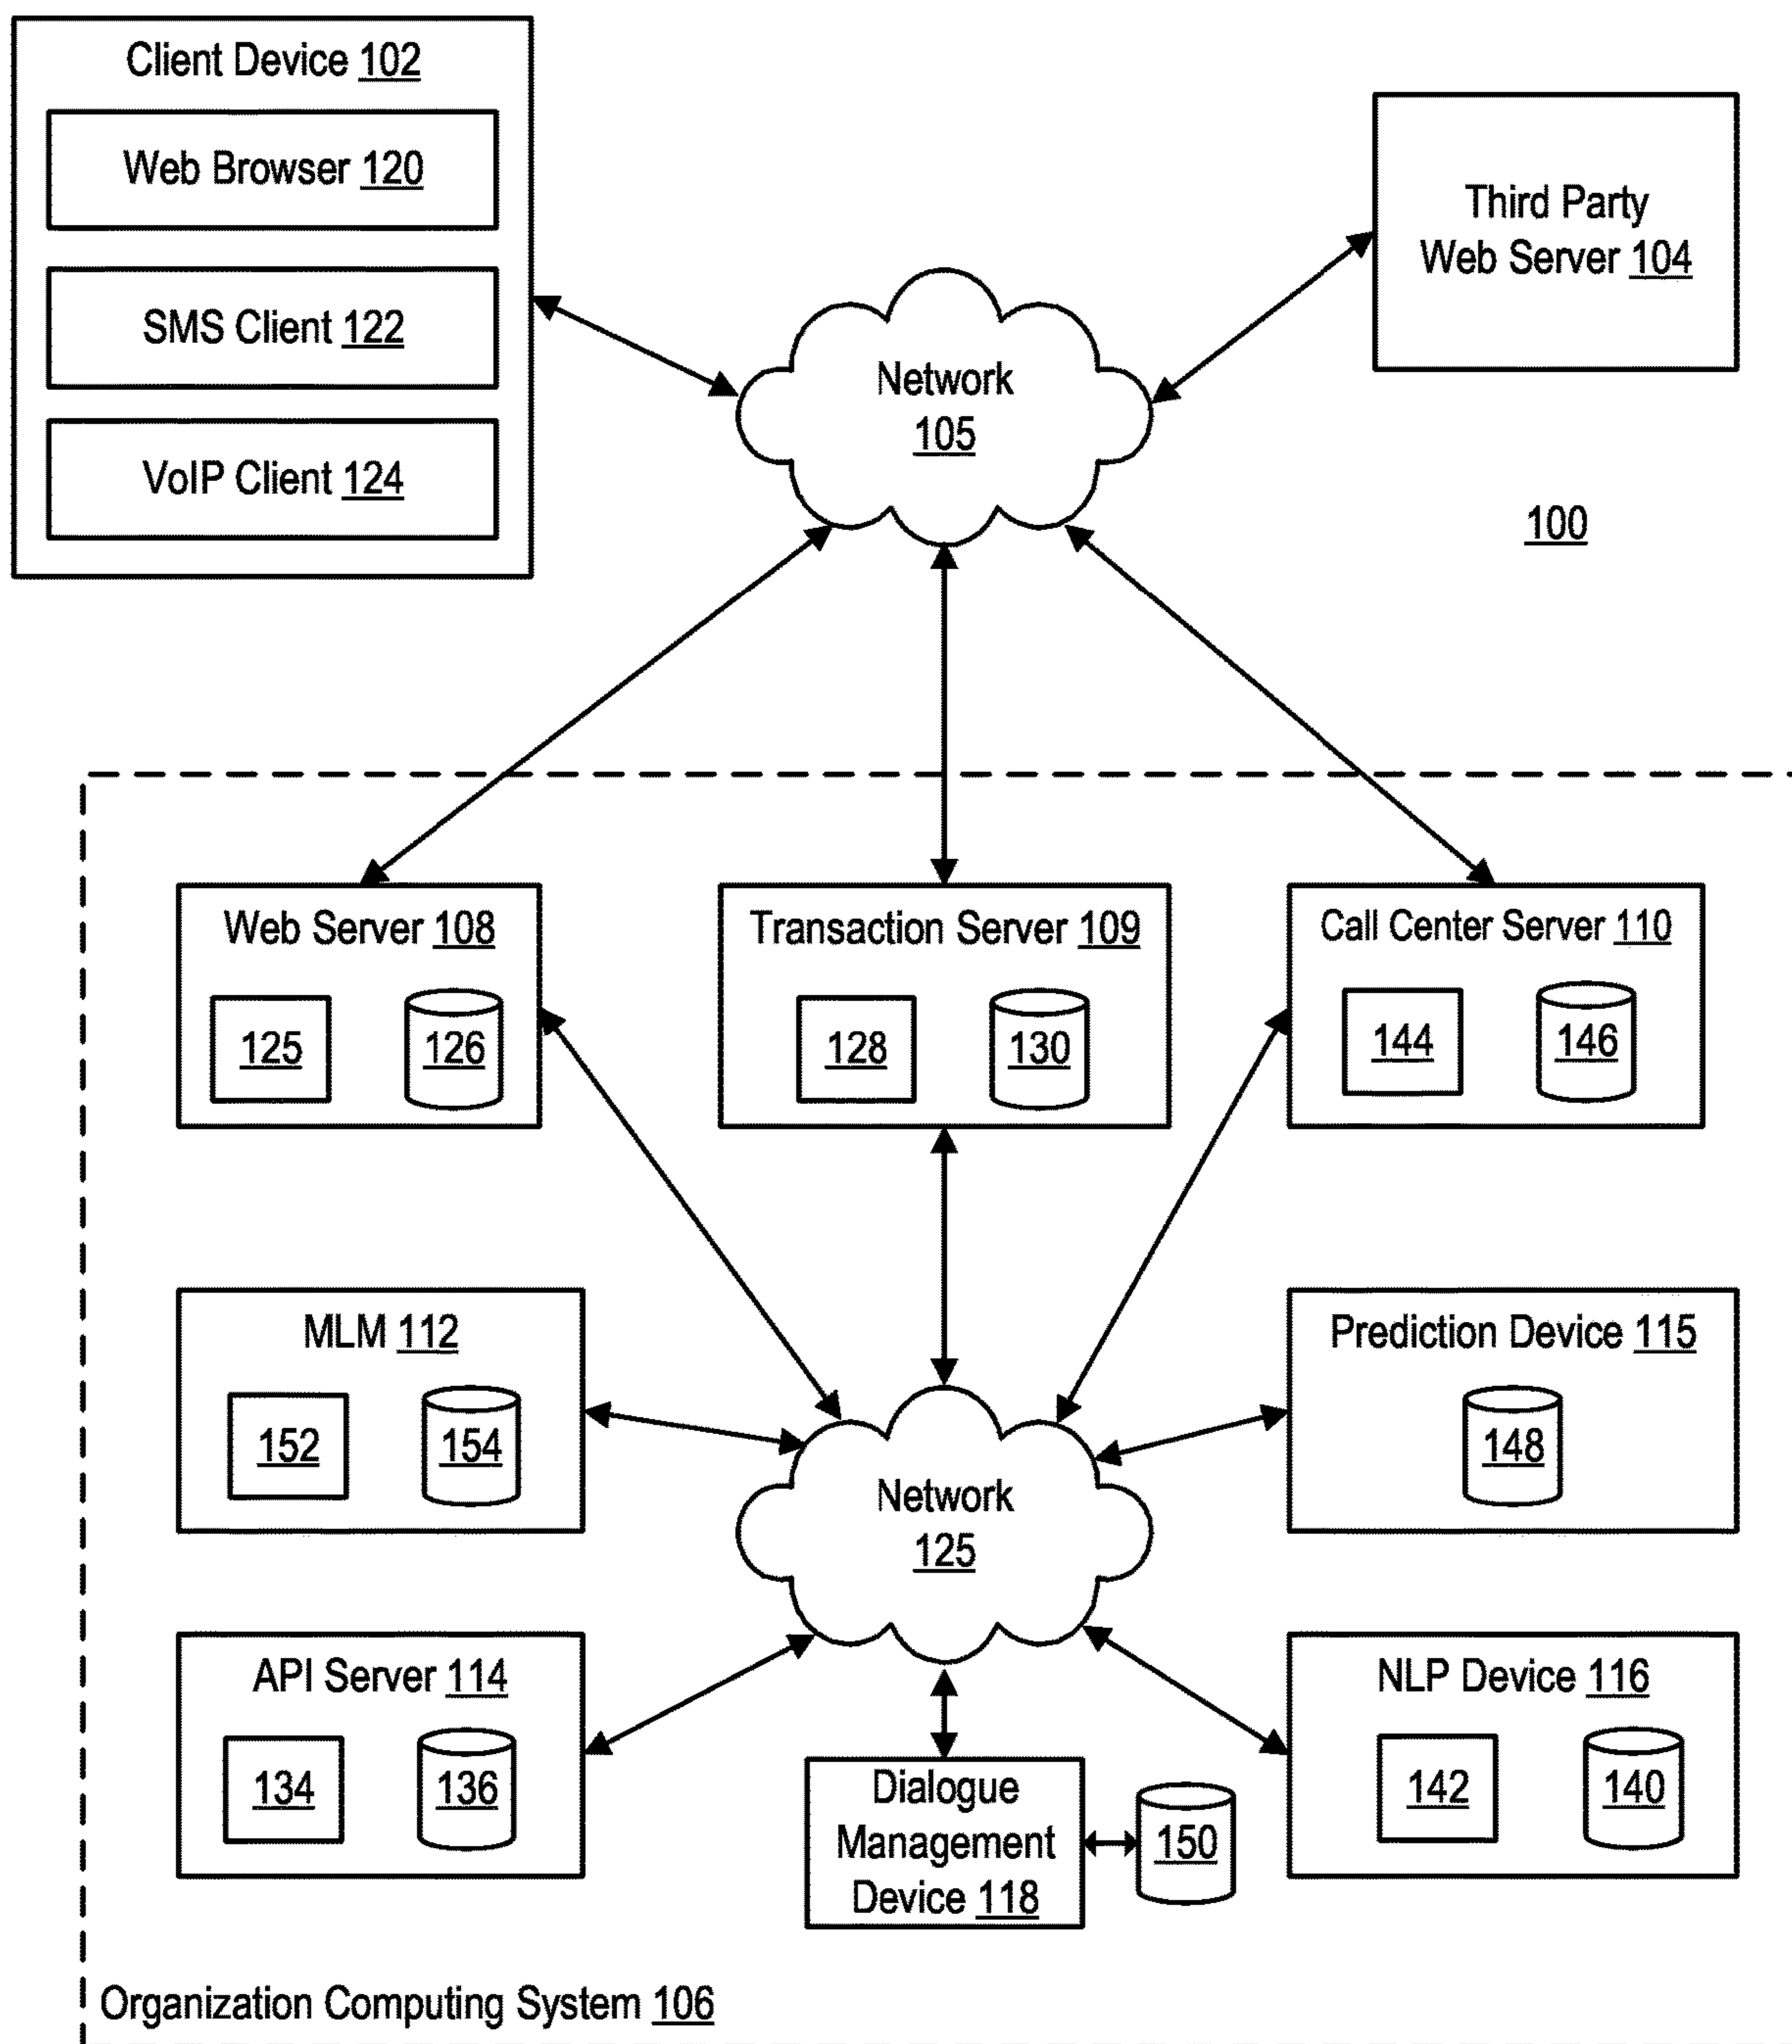 Client Device 102
Web Browser 120
SMS Client 122
VoIP Client 124
Third Party
Web Server 104
Network
105
100
Web Server 108
125
126
Transaction Server 109
128
130
Call Center Server 110
144
146
MLM 112
152
154
Prediction Device 115
148
Network
125
API Server 114
134
136
NLP Device 116
142
140
Dialogue
Management
Device 118
150
Organization Computing System 106